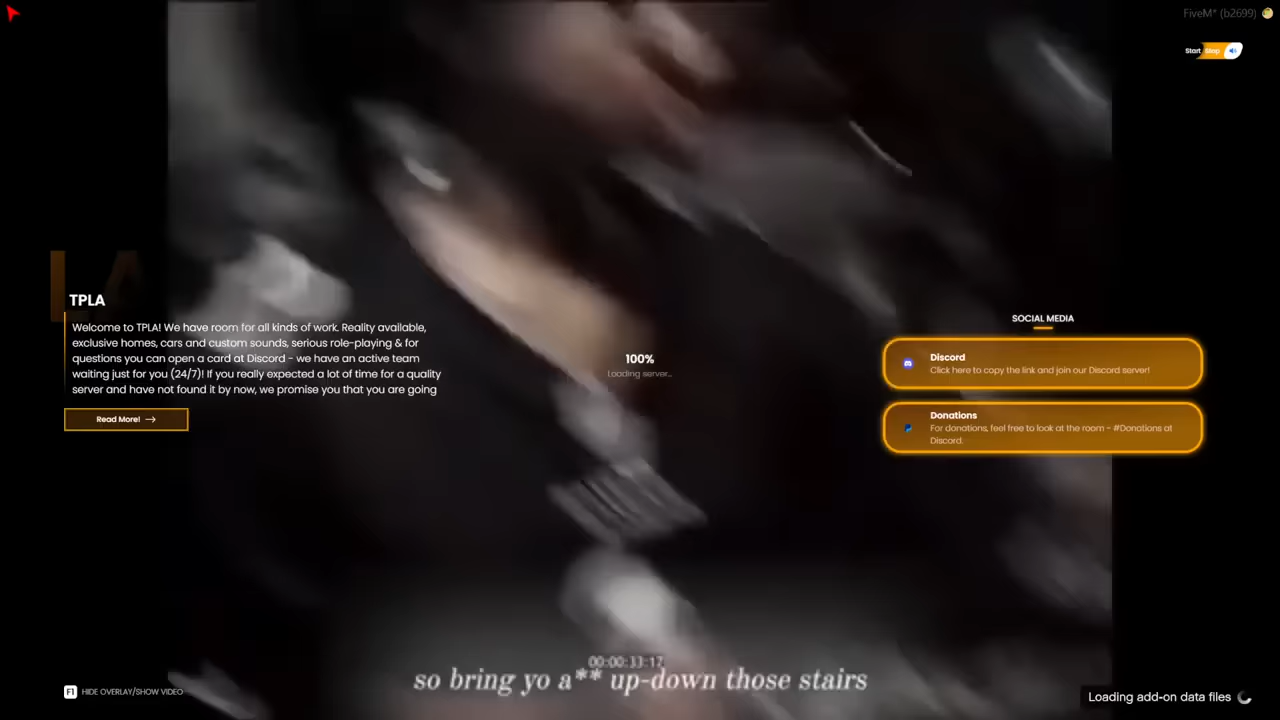 FiveM* (b2699)
Start Stop
TPLA
Welcome to TPLA! We have room for all kinds of work. Reality available,
exclusive homes, cars and custom sounds, serious role-playing & for
questions you can open a card at Discord - we have an active team
waiting just for you (24/7)! If you really expected a lot of time for a quality
server and have not found it by now, we promise you that you are going
Read More!
100%
Loading server...
SOCIAL MEDIA
Discord
Click here to copy the link and join our Discord server!
Donations
For donations, feel free to look at the room - #Donations at
Discord.
00:00:33:17
so bring yo a** up-down those stairs
F1 HIDE OVERLAY/SHOW VIDEO
Loading add-on data files